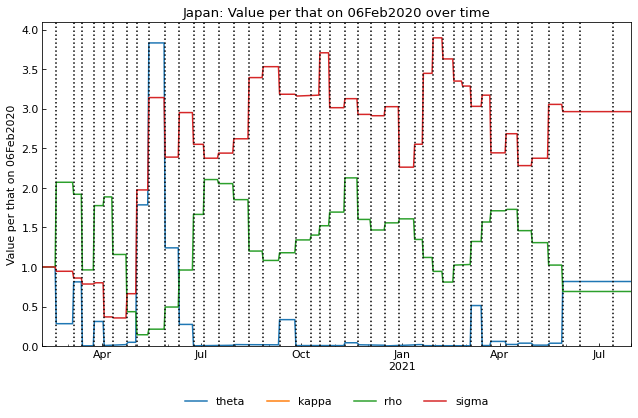 Japan: Value per that on 06Feb2020 over time
Value per that on 06Feb2020
4.0
3.5
3.0
2.5
2.0
1.5
1.0
0.5
0.0
Apr Jul Oct Jan Apr Jul
2021
theta kappa rho sigma